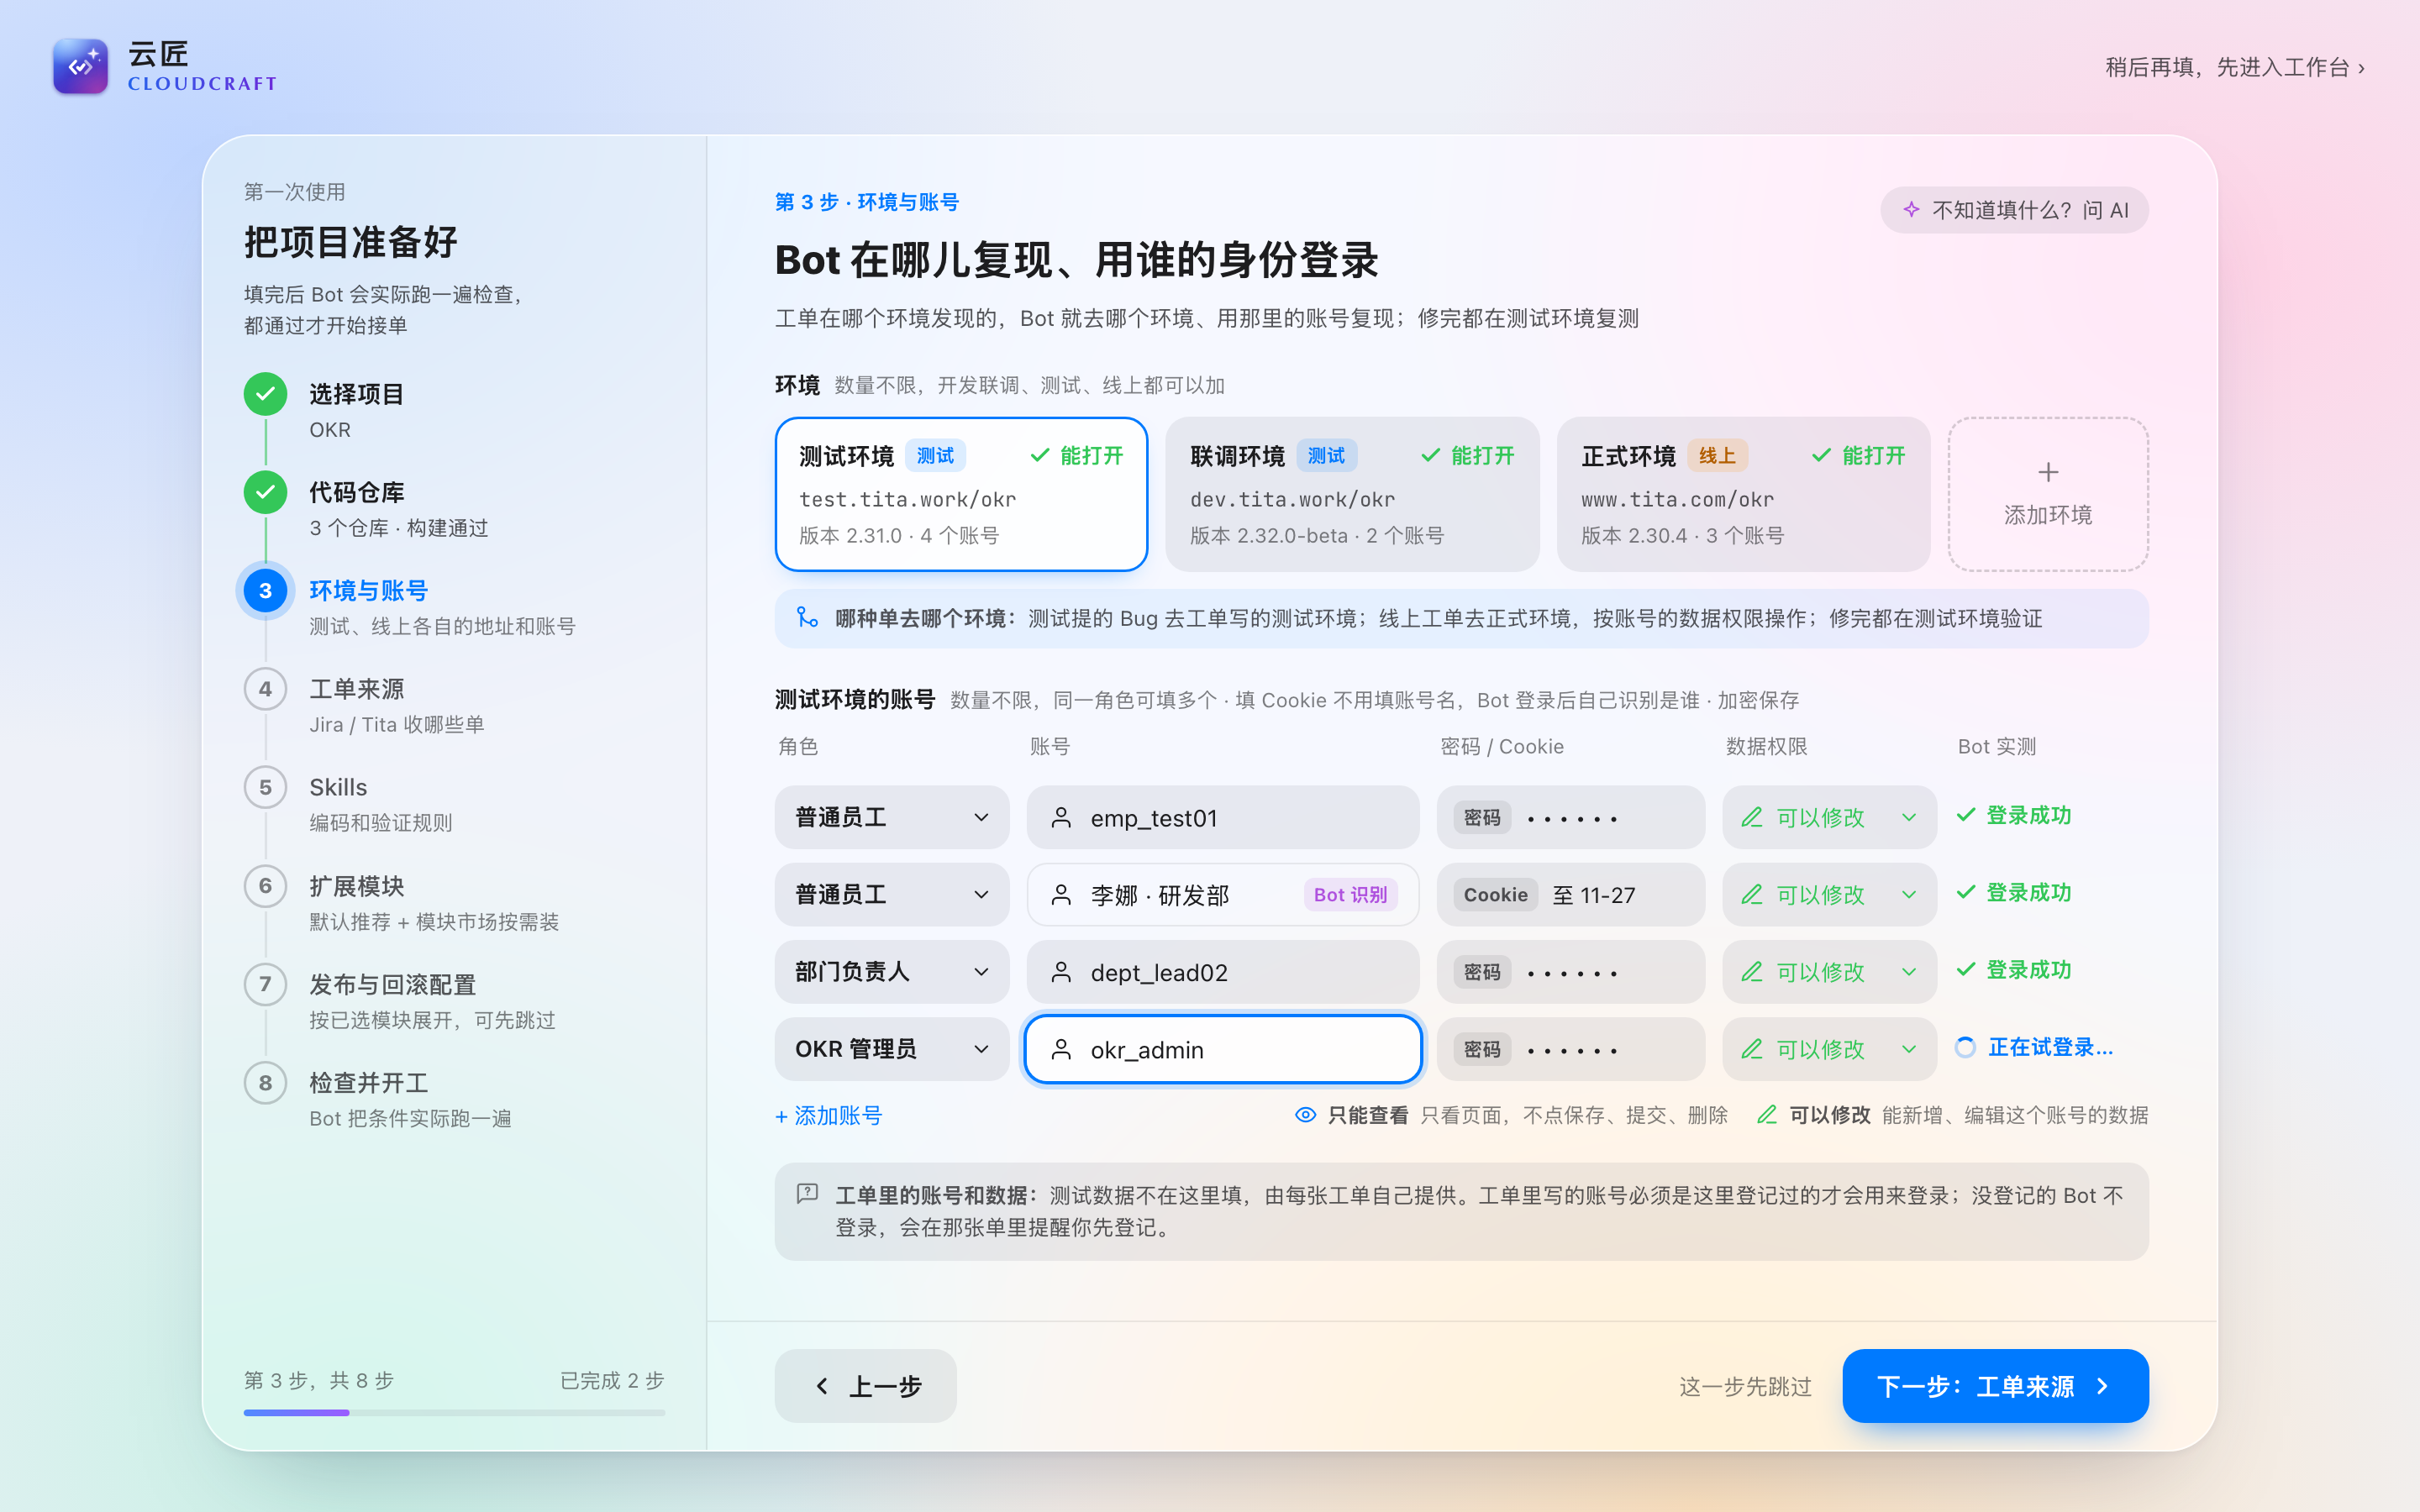 云匠
CLOUDCRAFT
稍后再填，先进入工作台 ›
第一次使用
把项目准备好
填完后 Bot 会实际跑一遍检查，
都通过才开始接单
选择项目
OKR
代码仓库
3 个仓库 · 构建通过
3
环境与账号
测试、线上各自的地址和账号
4
工单来源
Jira / Tita 收哪些单
5
Skills
编码和验证规则
6
扩展模块
默认推荐 + 模块市场按需装
7
发布与回滚配置
按已选模块展开，可先跳过
8
检查并开工
Bot 把条件实际跑一遍
第 3 步，共 8 步
已完成 2 步
第 3 步 · 环境与账号
不知道填什么？问 AI
Bot 在哪儿复现、用谁的身份登录
工单在哪个环境发现的，Bot 就去哪个环境、用那里的账号复现；修完都在测试环境复测
环境 数量不限，开发联调、测试、线上都可以加
测试环境 测试 能打开
test.tita.work/okr
版本 2.31.0 · 4 个账号
联调环境 测试 能打开
dev.tita.work/okr
版本 2.32.0-beta · 2 个账号
正式环境 线上 能打开
www.tita.com/okr
版本 2.30.4 · 3 个账号
+
添加环境
哪种单去哪个环境：测试提的 Bug 去工单写的测试环境；线上工单去正式环境，按账号的数据权限操作；修完都在测试环境验证
测试环境的账号 数量不限，同一角色可填多个 · 填 Cookie 不用填账号名，Bot 登录后自己识别是谁 · 加密保存
角色 账号 密码 / Cookie 数据权限 Bot 实测
普通员工 emp_test01 密码 •••••• 可以修改 登录成功
普通员工 李娜 · 研发部 Bot 识别 Cookie 至 11-27 可以修改 登录成功
部门负责人 dept_lead02 密码 •••••• 可以修改 登录成功
OKR 管理员 okr_admin 密码 •••••• 可以修改 正在试登录...
+ 添加账号
只能查看 只看页面，不点保存、提交、删除 可以修改 能新增、编辑这个账号的数据
工单里的账号和数据：测试数据不在这里填，由每张工单自己提供。工单里写的账号必须是这里登记过的才会用来登录；没登记的 Bot 不
登录，会在那张单里提醒你先登记。
上一步
这一步先跳过
下一步：工单来源